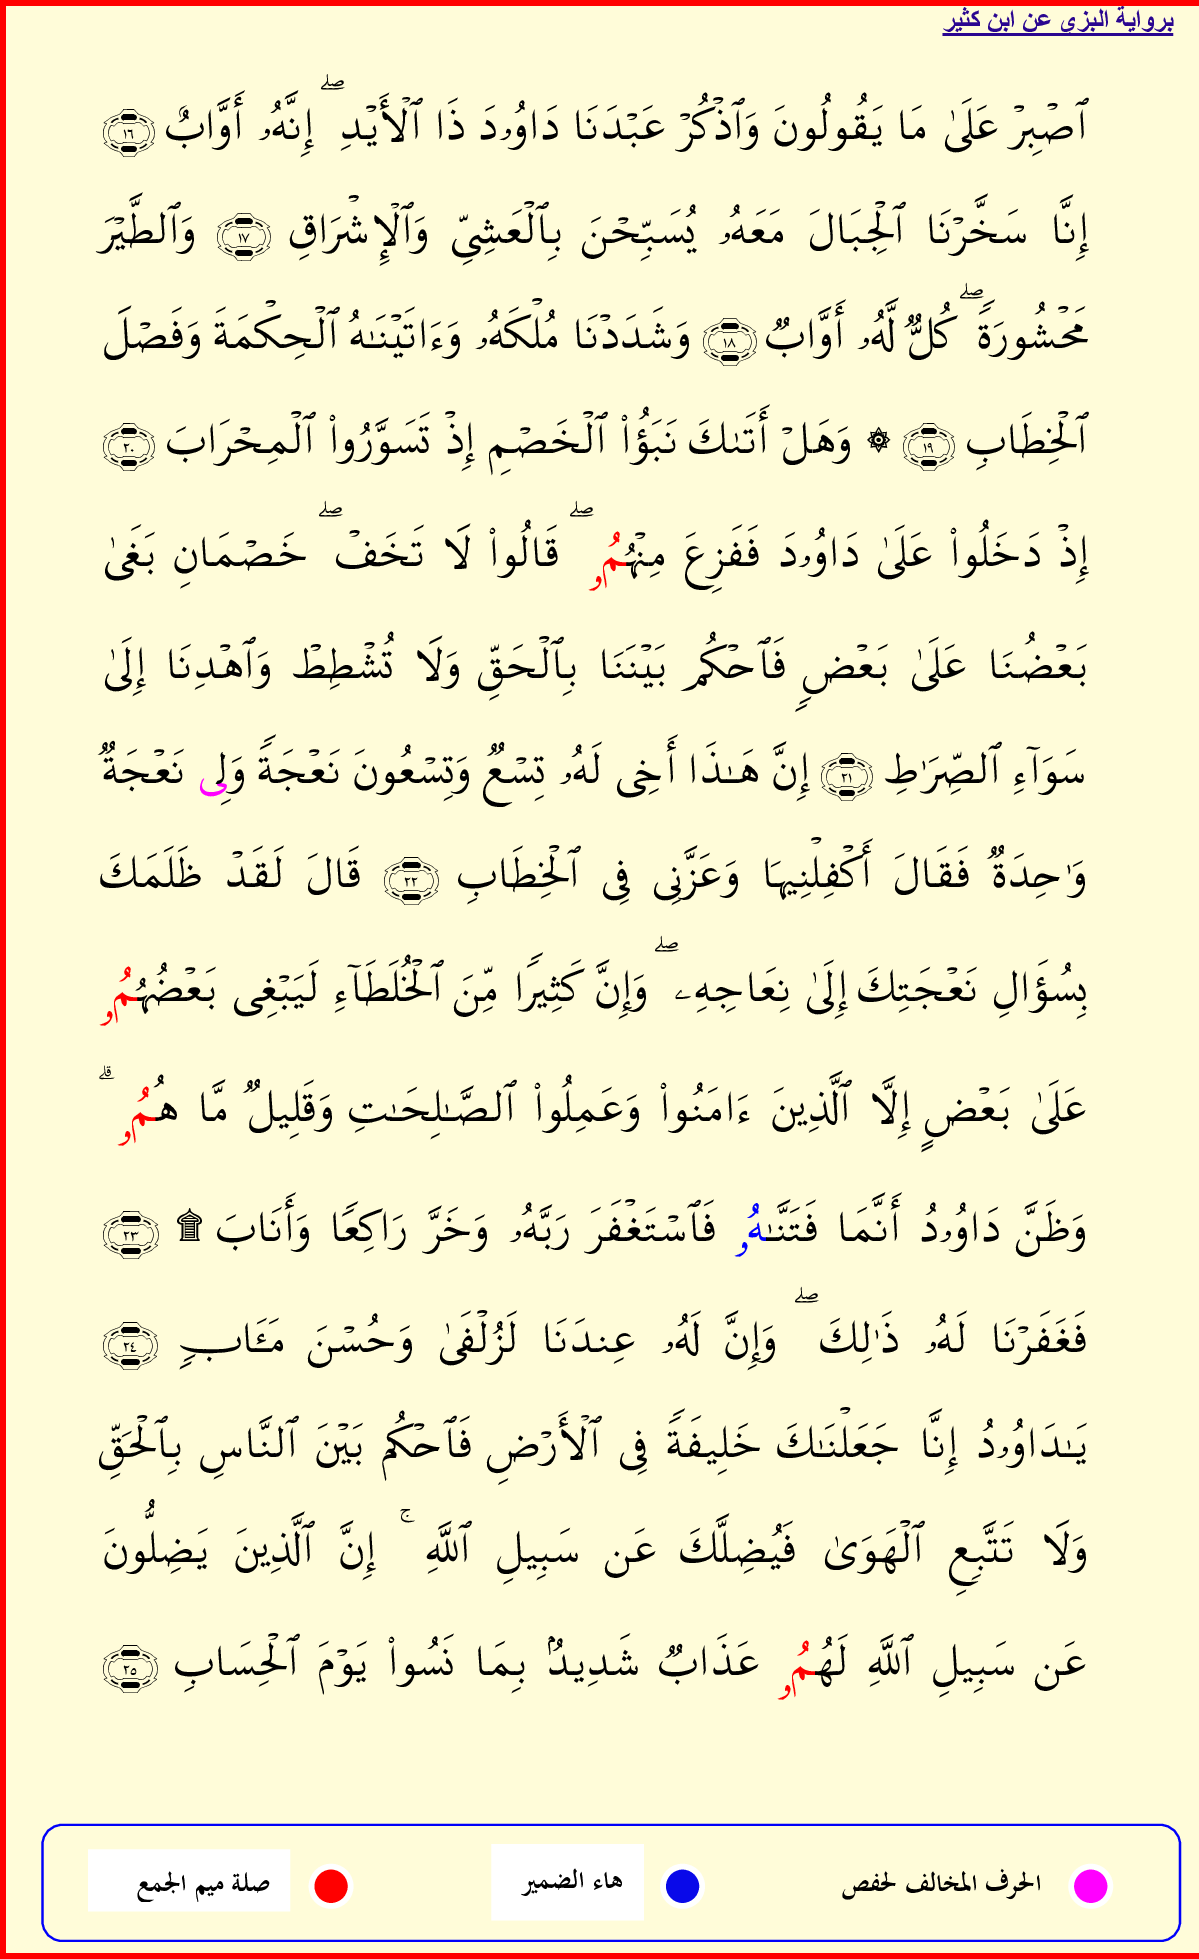 برواية البزي عن ابن كثير
ٱصۡبِرۡ عَلَىٰ مَا يَقُولُونَ وَٱذۡكُرۡ عَبۡدَنَا دَاوُۥدَ ذَا ٱلۡأَيۡدِۖ إِنَّهُۥ أَوَّابٌ ١٦
إِنَّا سَخَّرۡنَا ٱلۡجِبَالَ مَعَهُۥ يُسَبِّحۡنَ بِٱلۡعَشِيِّ وَٱلۡإِشۡرَاقِ ١٧ وَٱلطَّيۡرَ
مَحۡشُورَةٗۖ كُلّٞ لَّهُۥ أَوَّابٞ ١٨ وَشَدَدۡنَا مُلۡكَهُۥ وَءَاتَيۡنَٰهُ ٱلۡحِكۡمَةَ وَفَصۡلَ
ٱلۡخِطَابِ ١٩ ۞ وَهَلۡ أَتَىٰكَ نَبَؤُاْ ٱلۡخَصۡمِ إِذۡ تَسَوَّرُواْ ٱلۡمِحۡرَابَ ٢٠
إِذۡ دَخَلُواْ عَلَىٰ دَاوُۥدَ فَفَزِعَ مِنۡهُمُۥۖ قَالُواْ لَا تَخَفۡۖ خَصۡمَانِ بَغَىٰ
بَعۡضُنَا عَلَىٰ بَعۡضٖ فَٱحۡكُم بَيۡنَنَا بِٱلۡحَقِّ وَلَا تُشۡطِطۡ وَٱهۡدِنَا إِلَىٰ
سَوَآءِ ٱلصِّرَٰطِ ٢١ إِنَّ هَٰذَا أَخِي لَهُۥ تِسۡعٞ وَتِسۡعُونَ نَعۡجَةٗ وَلِي نَعۡجَةٞ
وَٰحِدَةٞ فَقَالَ أَكۡفِلۡنِيهَا وَعَزَّنِي فِي ٱلۡخِطَابِ ٢٢ قَالَ لَقَدۡ ظَلَمَكَ
بِسُؤَالِ نَعۡجَتِكَ إِلَىٰ نِعَاجِهِۦۖ وَإِنَّ كَثِيرٗا مِّنَ ٱلۡخُلَطَآءِ لَيَبۡغِي بَعۡضُهُمُۥ
عَلَىٰ بَعۡضٍ إِلَّا ٱلَّذِينَ ءَامَنُواْ وَعَمِلُواْ ٱلصَّٰلِحَٰتِ وَقَلِيلٞ مَّا هُمُۥۗ
وَظَنَّ دَاوُۥدُ أَنَّمَا فَتَنَّٰهُۥ فَٱسۡتَغۡفَرَ رَبَّهُۥ وَخَرَّ رَاكِعٗا وَأَنَابَ ۩ ٢٣
فَغَفَرۡنَا لَهُۥ ذَٰلِكَۖ وَإِنَّ لَهُۥ عِندَنَا لَزُلۡفَىٰ وَحُسۡنَ مَـَٔابٖ ٢٤
يَٰدَاوُۥدُ إِنَّا جَعَلۡنَٰكَ خَلِيفَةٗ فِي ٱلۡأَرۡضِ فَٱحۡكُم بَيۡنَ ٱلنَّاسِ بِٱلۡحَقِّ
وَلَا تَتَّبِعِ ٱلۡهَوَىٰ فَيُضِلَّكَ عَن سَبِيلِ ٱللَّهِۚ إِنَّ ٱلَّذِينَ يَضِلُّونَ
عَن سَبِيلِ ٱللَّهِ لَهُمُۥ عَذَابٞ شَدِيدُۢ بِمَا نَسُواْ يَوۡمَ ٱلۡحِسَابِ ٢٥
الحرف المخالف لحفص هاء الضمير صلة ميم الجمع